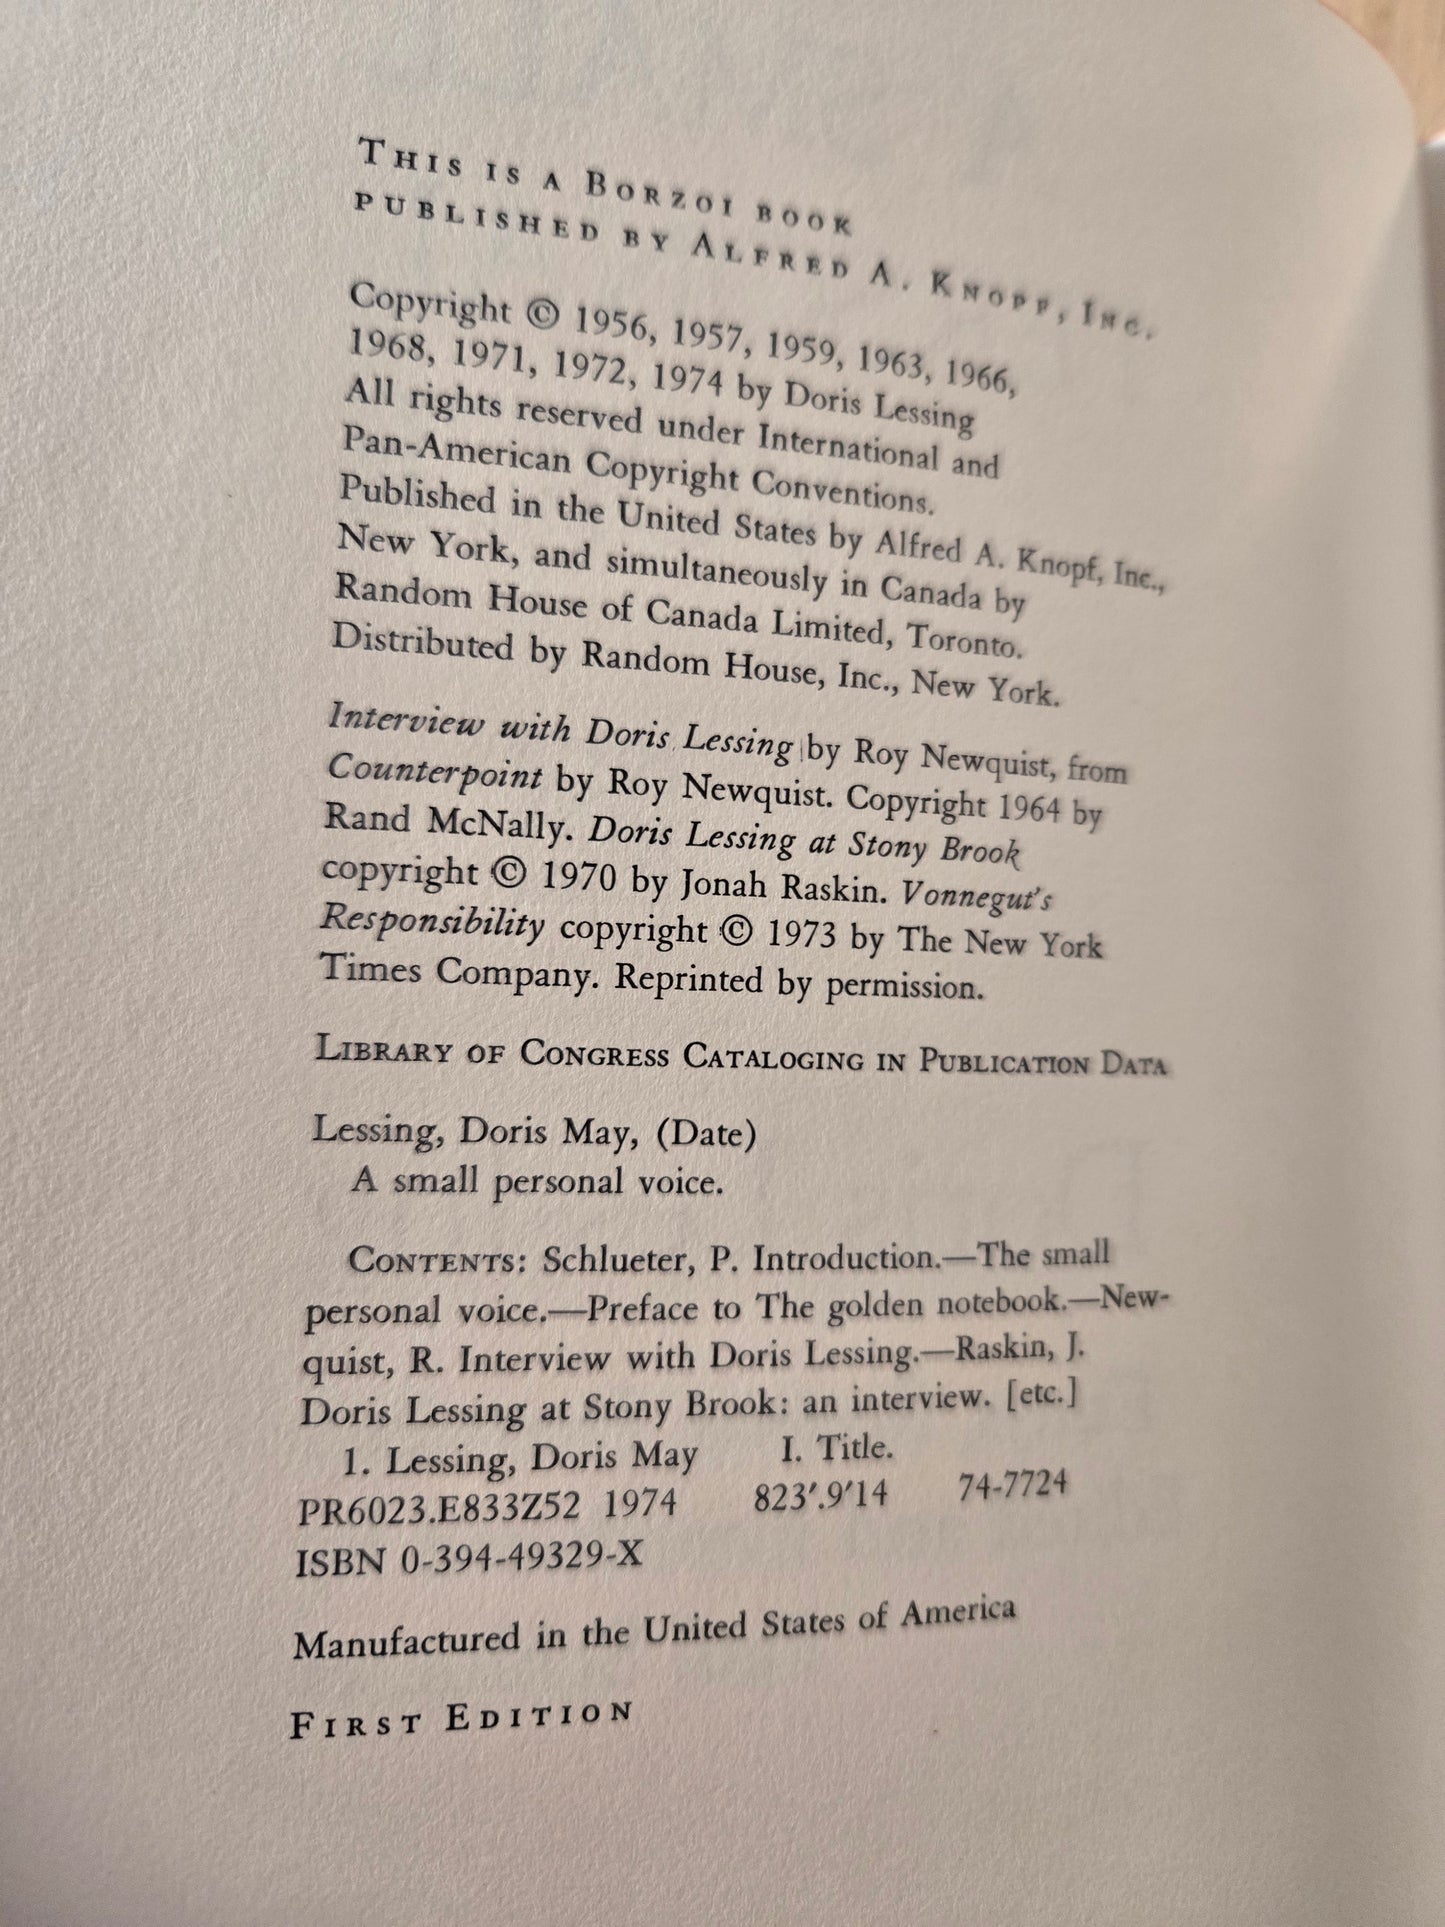 THIS IS A BORZOI BOOK
PUBLISHED BY ALFRED A. KNOPF, INC.
Copyright © 1956, 1957, 1959, 1963, 1966,
1968, 1971, 1972, 1974 by Doris Lessing
All rights reserved under International and
Pan-American Copyright Conventions.
Published in the United States by Alfred A. Knopf, Inc.,
New York, and simultaneously in Canada by
Random House of Canada Limited, Toronto.
Distributed by Random House, Inc., New York.
Interview with Doris Lessing by Roy Newquist, from
Counterpoint by Roy Newquist. Copyright 1964 by
Rand McNally. Doris Lessing at Stony Brook
copyright © 1970 by Jonah Raskin. Vonnegut's
Responsibility copyright © 1973 by The New York
Times Company. Reprinted by permission.
LIBRARY OF CONGRESS CATALOGING IN PUBLICATION DATA
Lessing, Doris May, (Date)
A small personal voice.
CONTENTS: Schlueter, P. Introduction.—The small
personal voice.—Preface to The golden notebook.—New-
quist, R. Interview with Doris Lessing.—Raskin, J.
Doris Lessing at Stony Brook: an interview. [etc.]
1. Lessing, Doris May I. Title.
PR6023.E833Z52 1974 823'.9'14 74-7724
ISBN 0-394-49329-X
Manufactured in the United States of America
FIRST EDITION